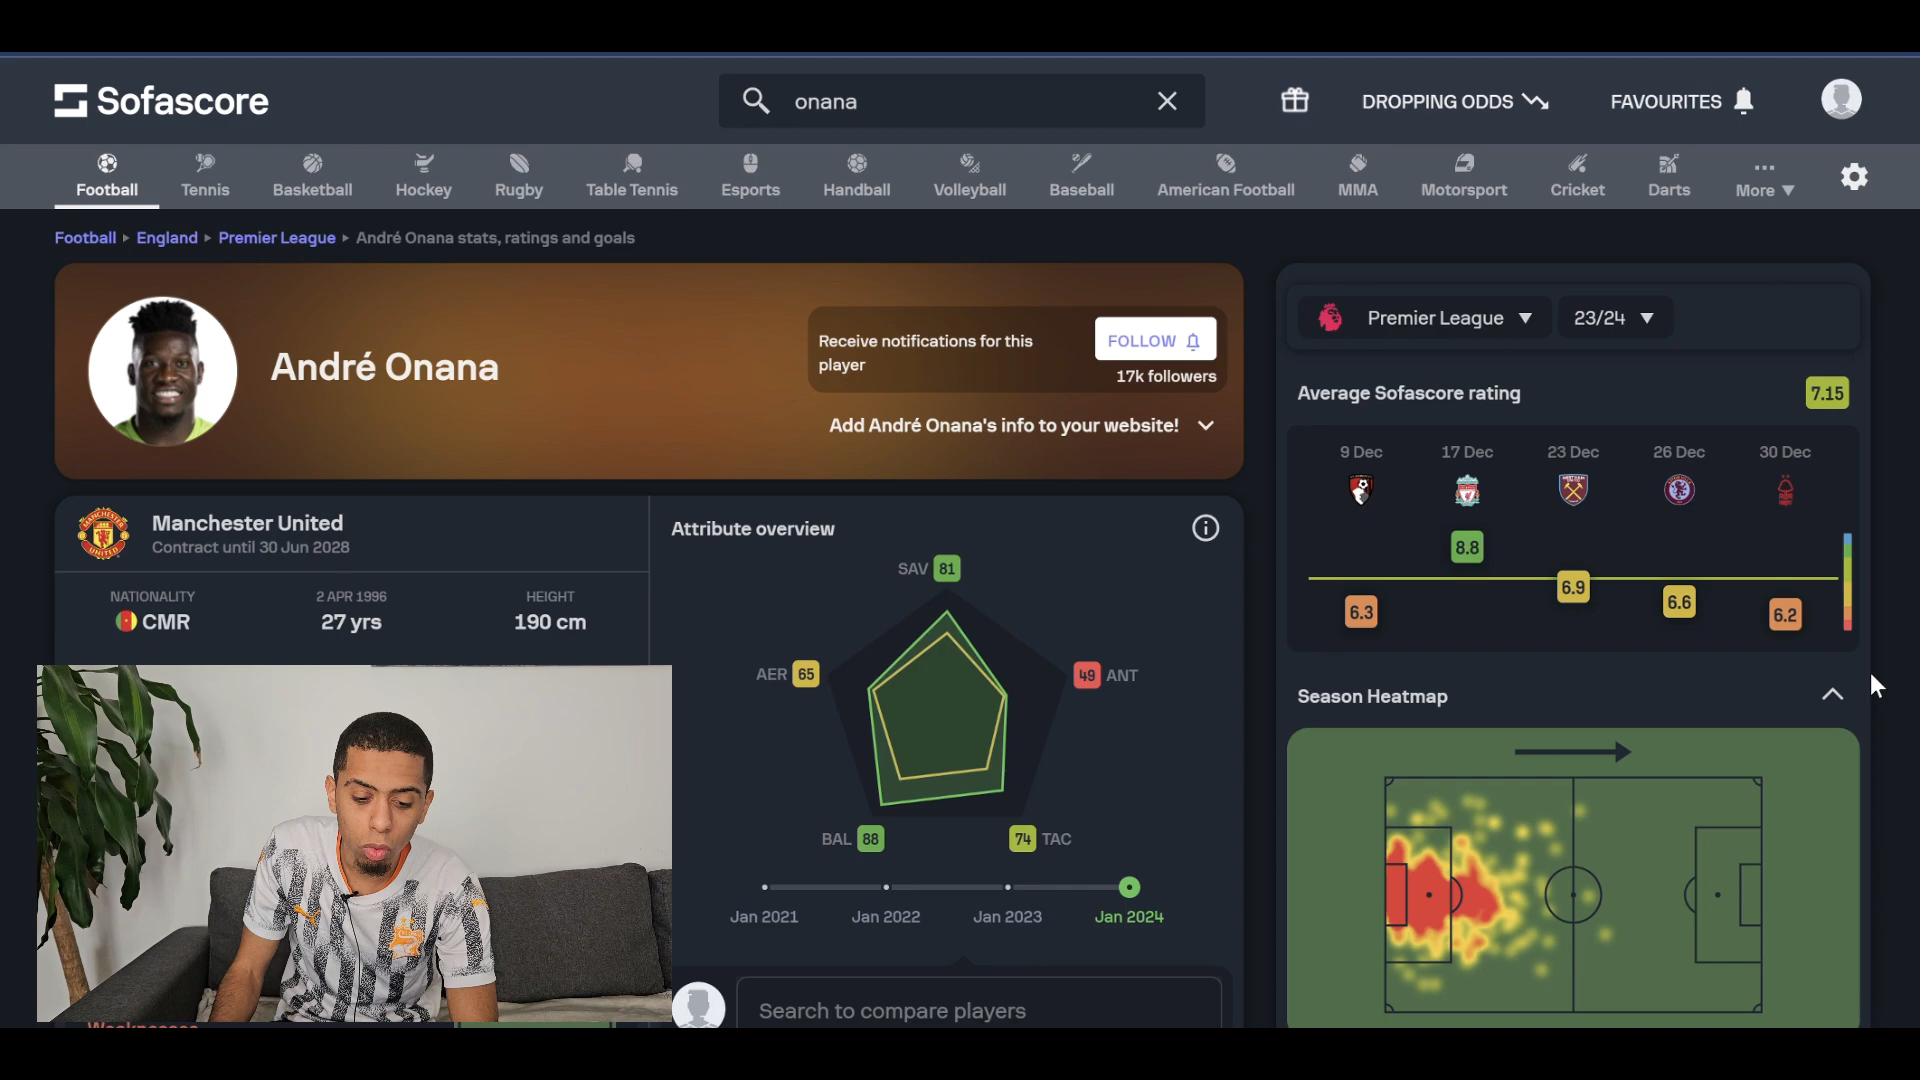 Sofascore
onana
DROPPING ODDS
FAVOURITES
Football
Tennis
Basketball
Hockey
Rugby
Table Tennis
Esports
Handball
Volleyball
Baseball
American Football
MMA
Motorsport
Cricket
Darts
More
Football England Premier League André Onana stats, ratings and goals
André Onana
Receive notifications for this
player
FOLLOW
17k followers
Add André Onana's info to your website!
Manchester United
Contract until 30 Jun 2028
NATIONALITY
CMR
2 APR 1996
27 yrs
HEIGHT
190 cm
Attribute overview
SAV 81
AER 65
49 ANT
BAL 88
74 TAC
Jan 2021
Jan 2022
Jan 2023
Jan 2024
Search to compare players
Premier League
23/24
Average Sofascore rating
7.15
9 Dec
17 Dec
23 Dec
26 Dec
30 Dec
6.3
8.8
6.9
6.6
6.2
Season Heatmap